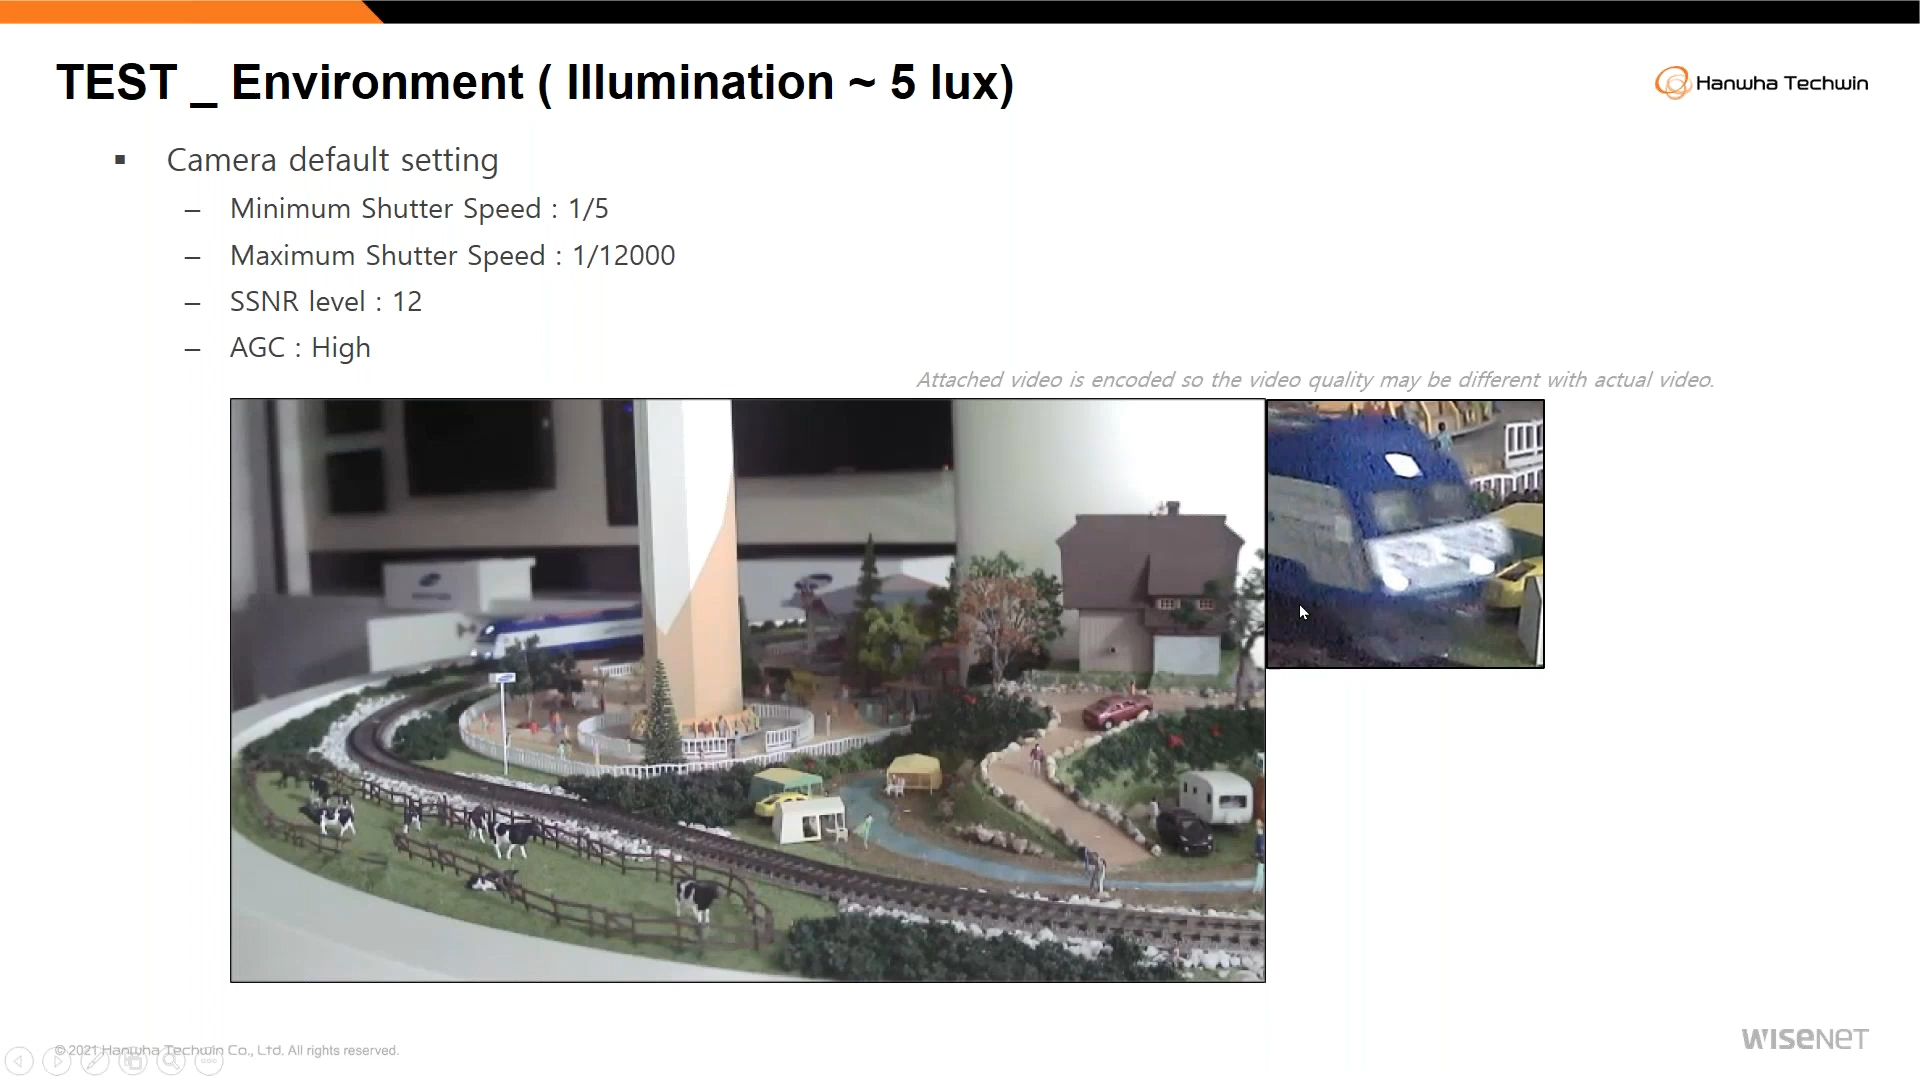 TEST _ Environment ( Illumination ~ 5 lux)
Hanwha Techwin
▪ Camera default setting
– Minimum Shutter Speed : 1/5
– Maximum Shutter Speed : 1/12000
– SSNR level : 12
– AGC : High
Attached video is encoded so the video quality may be different with actual video.
© 2021 Hanwha Techwin Co., Ltd. All rights reserved.
WISENET